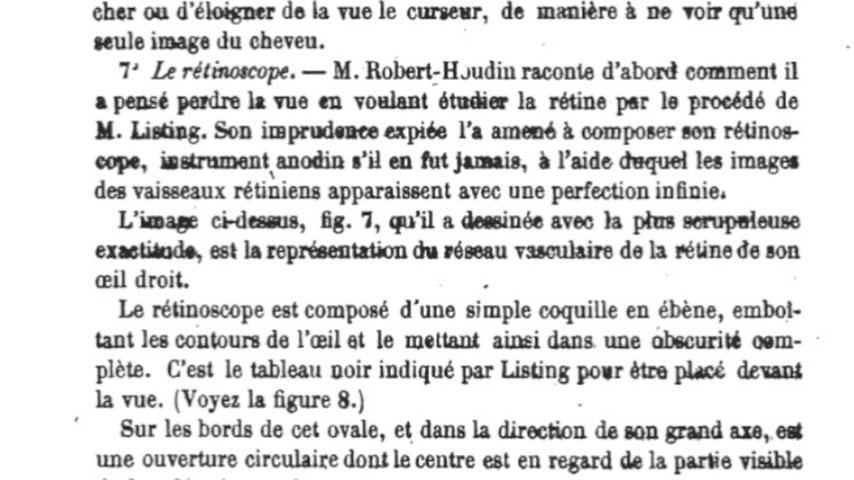 cher ou d'éloigner de la vue le curseur, de manière à ne voir qu'une
seule image du cheveu.
7° Le rétinoscope. — M. Robert-Houdin raconte d'abord comment il
a pensé perdre la vue en voulant étudier la rétine par le procédé de
M. Listing. Son imprudence expiée l'a amené à composer son rétinos-
cope, instrument anodin s'il en fut jamais, à l'aide duquel les images
des vaisseaux rétiniens apparaissent avec une perfection infinie.
L'image ci-dessus, fig. 7, qu'il a dessinée avec la plus scrupuleuse
exactitude, est la représentation du réseau vasculaire de la rétine de son
œil droit.
Le rétinoscope est composé d'une simple coquille en ébène, emboî-
tant les contours de l'œil et le mettant ainsi dans une obscurité com-
plète. C'est le tableau noir indiqué par Listing pour être placé devant
la vue. (Voyez la figure 8.)
Sur les bords de cet ovale, et dans la direction de son grand axe, est
une ouverture circulaire dont le centre est en regard de la partie visible